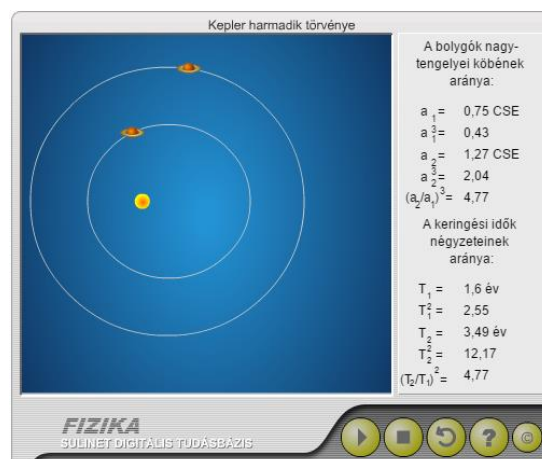 Kepler harmadik törvénye
A bolygók nagy-
tengelyei köbének
aránya:
a₁= 0,75 CSE
a₁³= 0,43
a₂= 1,27 CSE
a₂³= 2,04
(a₂/a₁)³= 4,77
A keringési idők
négyzeteinek
aránya:
T₁ = 1,6 év
T₁² = 2,55
T₂ = 3,49 év
T₂² = 12,17
(T₂/T₁)² = 4,77
FIZIKA
SULINET DIGITÁLIS TUDÁSBÁZIS
? ©